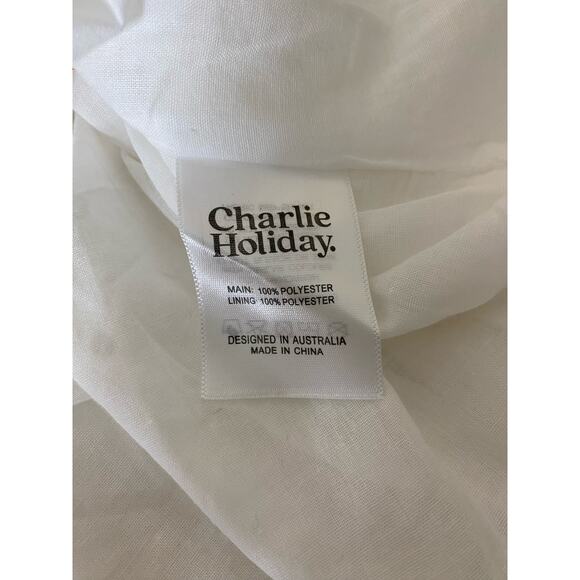 Charlie
Holiday.
MAIN: 100% POLYESTER
LINING 100% POLYESTER
DESIGNED IN AUSTRALIA
MADE IN CHINA